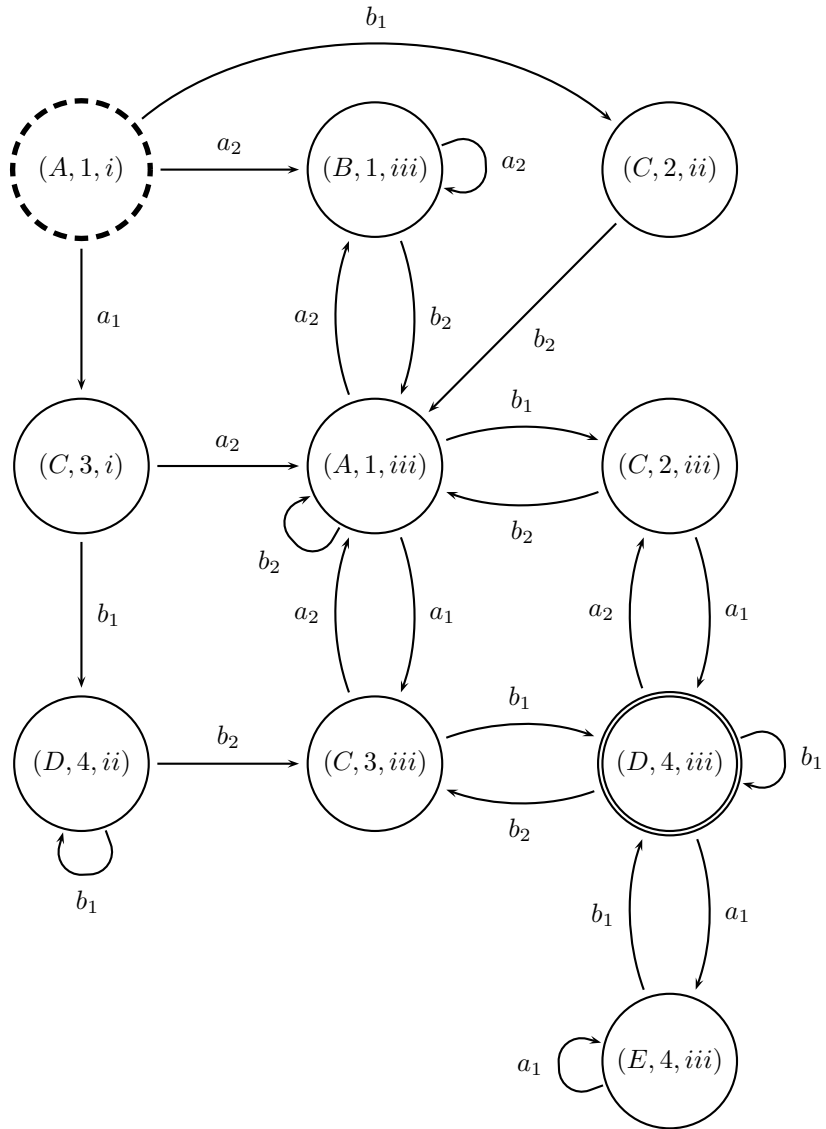 b₁
(A, 1, i) a₂ (B, 1, iii) a₂ (C, 2, ii)
a₁ a₂ b₂ b₂
(C, 3, i) a₂ (A, 1, iii) b₁ (C, 2, iii)
b₂ b₂
b₁ a₂ a₁ a₂ a₁
(D, 4, ii) b₂ (C, 3, iii) b₁ (D, 4, iii) b₁
b₂
b₁ b₁ a₁
a₁ (E, 4, iii)